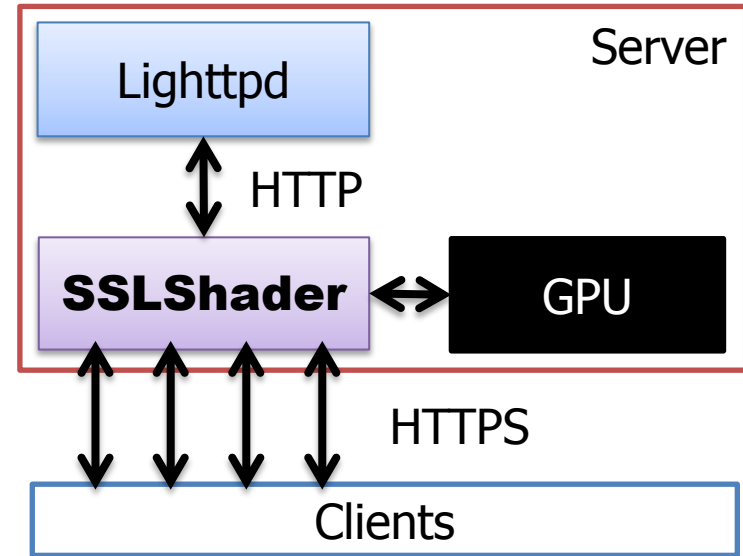 Server
Lighttpd
HTTP
SSLShader
GPU
HTTPS
Clients